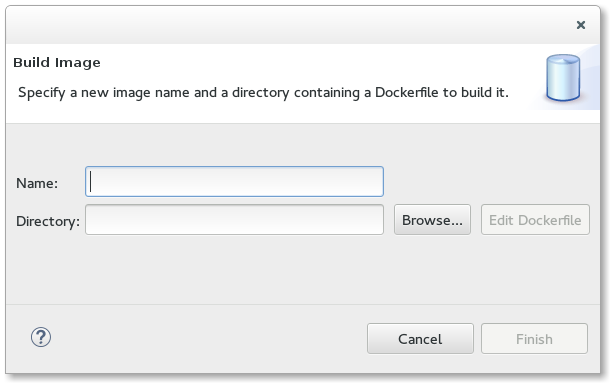 Build Image
Specify a new image name and a directory containing a Dockerfile to build it.
Name:
Directory: Browse... Edit Dockerfile
? Cancel Finish